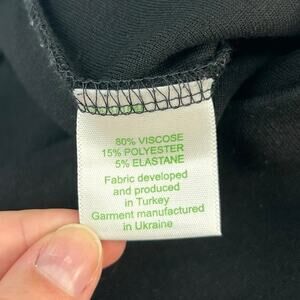 80% VISCOSE
15% POLYESTER
5% ELASTANE
Fabric developed
and produced
in Turkey
Garment manufactured
in Ukraine